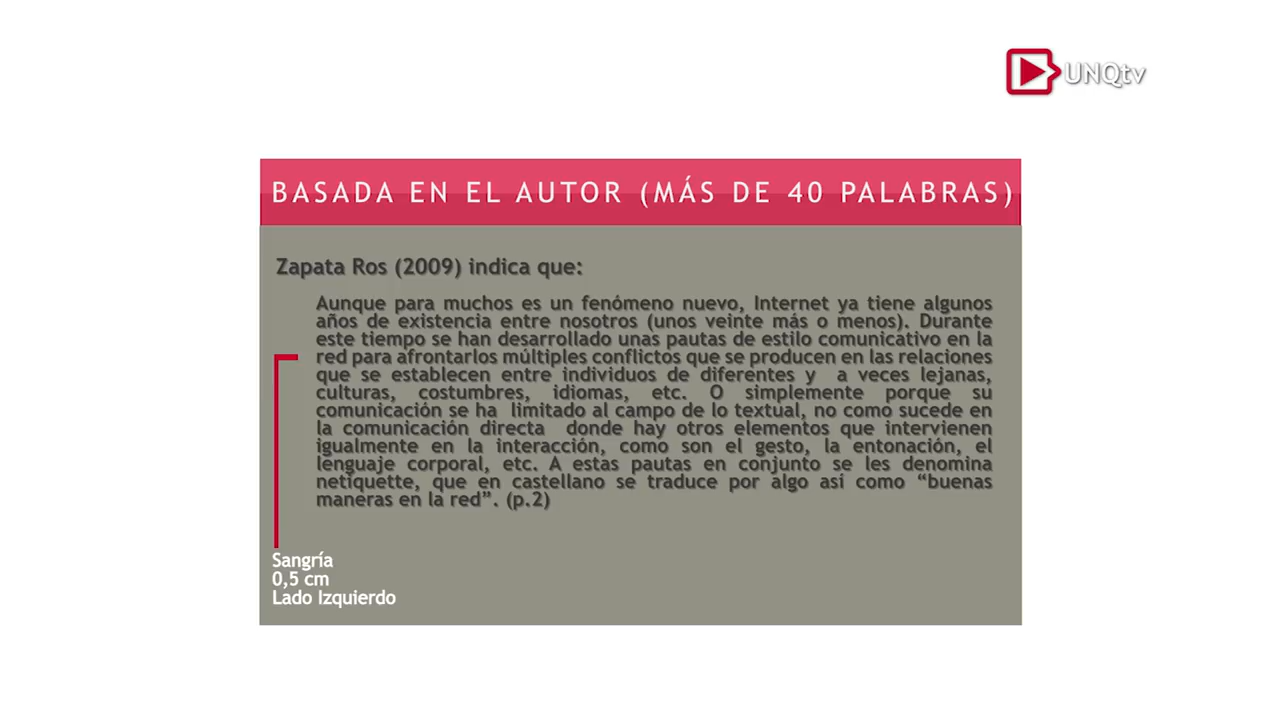 UNQtv
BASADA EN EL AUTOR (MÁS DE 40 PALABRAS)
Zapata Ros (2009) indica que:
Aunque para muchos es un fenómeno nuevo, Internet ya tiene algunos
años de existencia entre nosotros (unos veinte más o menos). Durante
este tiempo se han desarrollado unas pautas de estilo comunicativo en la
red para afrontarlos múltiples conflictos que se producen en las relaciones
que se establecen entre individuos de diferentes y  a veces lejanas,
culturas, costumbres, idiomas, etc. O simplemente porque su
comunicación se ha  limitado al campo de lo textual, no como sucede en
la comunicación directa  donde hay otros elementos que intervienen
igualmente en la interacción, como son el gesto, la entonación, el
lenguaje corporal, etc. A estas pautas en conjunto se les denomina
netiquette, que en castellano se traduce por algo así como “buenas
maneras en la red”. (p.2)
Sangría
0,5 cm
Lado Izquierdo